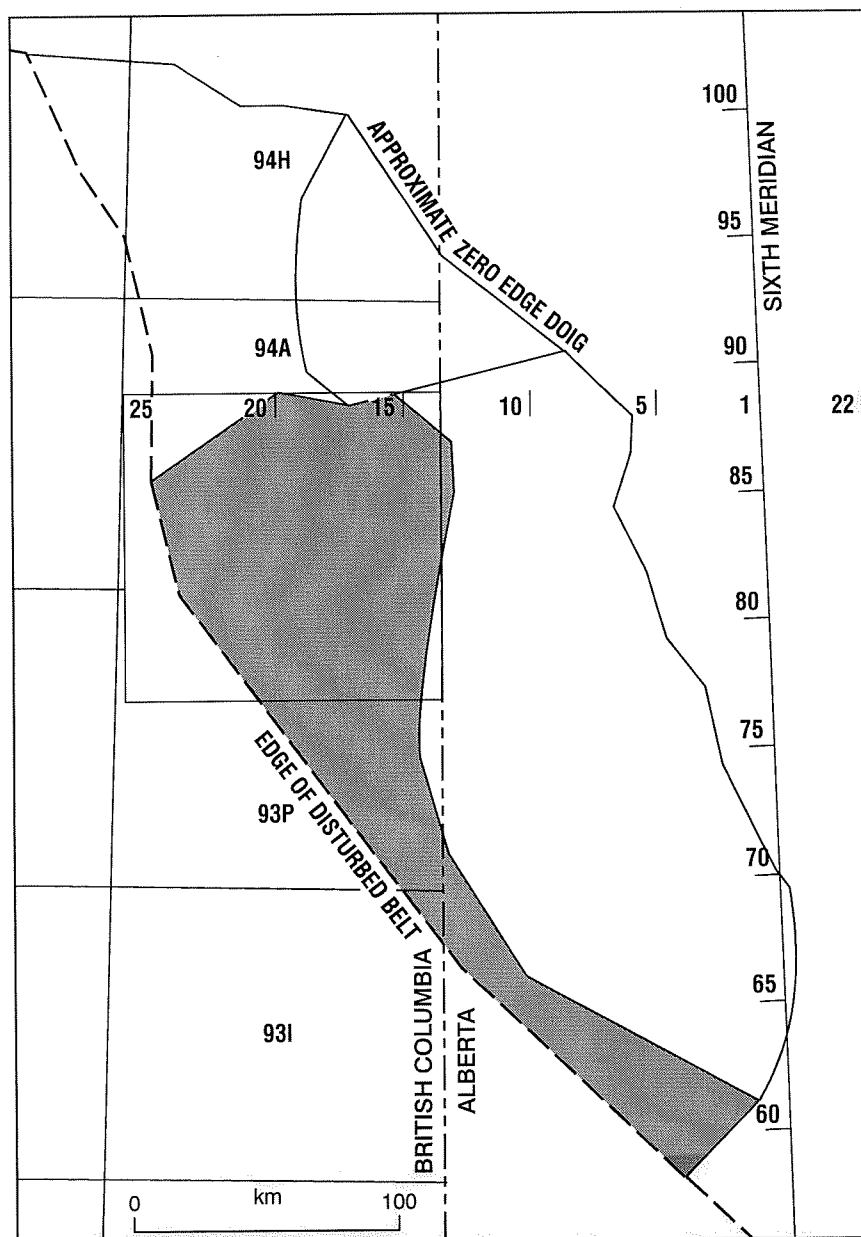 100
94H
APPROXIMATE ZERO EDGE DOIG
95
SIXTH MERIDIAN
94A
90
25
20
15
10
5
1
22
85
80
75
EDGE OF DISTURBED BELT
93P
70
65
BRITISH COLUMBIA
ALBERTA
93I
60
0
km
100